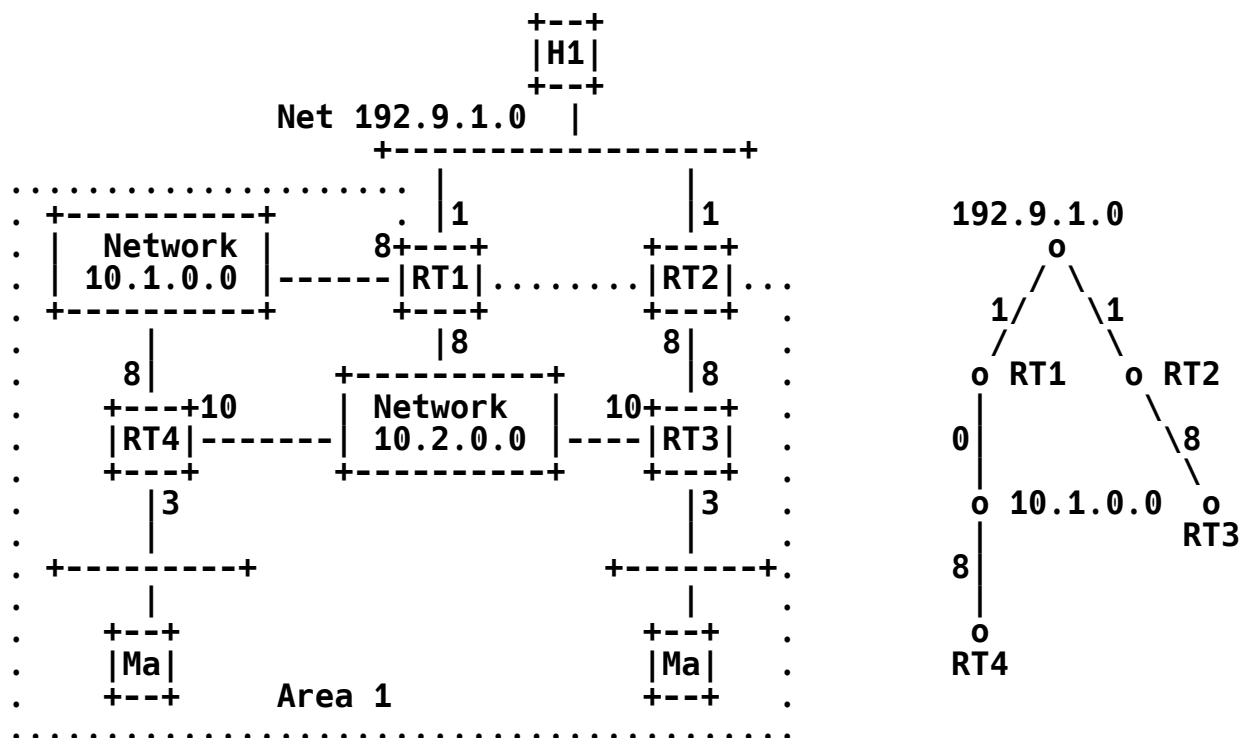 +--+
|H1|
+--+
Net 192.9.1.0 |
+------------------+
..................... | |
. +----------+ . |1 |1 192.9.1.0
. | Network | 8+---+ +---+ o
. | 10.1.0.0 |------|RT1|........|RT2|... / \
. +----------+ +---+ +---+ . 1/ \1
. | |8 8| . / \
. 8| +----------+ |8 . o RT1 o RT2
. +---+10 | Network | 10+---+ . | \
. |RT4|-------| 10.2.0.0 |----|RT3| . 0| \8
. +---+ +----------+ +---+ . | \
. |3 |3 . o 10.1.0.0 o
. | | . | RT3
. +---------+ +-------+. 8|
. | | . |
. +--+ +--+ . o
. |Ma| |Ma| . RT4
. +--+ Area 1 +--+ .
.........................................